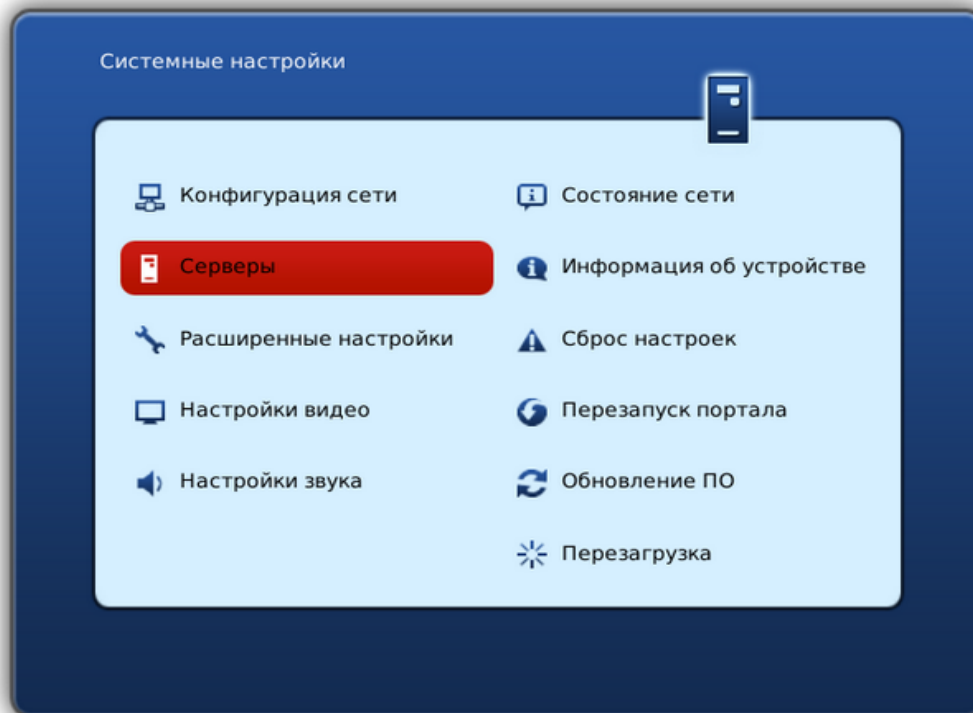 Системные настройки
Конфигурация сети
Серверы
Расширенные настройки
Настройки видео
Настройки звука
Состояние сети
Информация об устройстве
Сброс настроек
Перезапуск портала
Обновление ПО
Перезагрузка